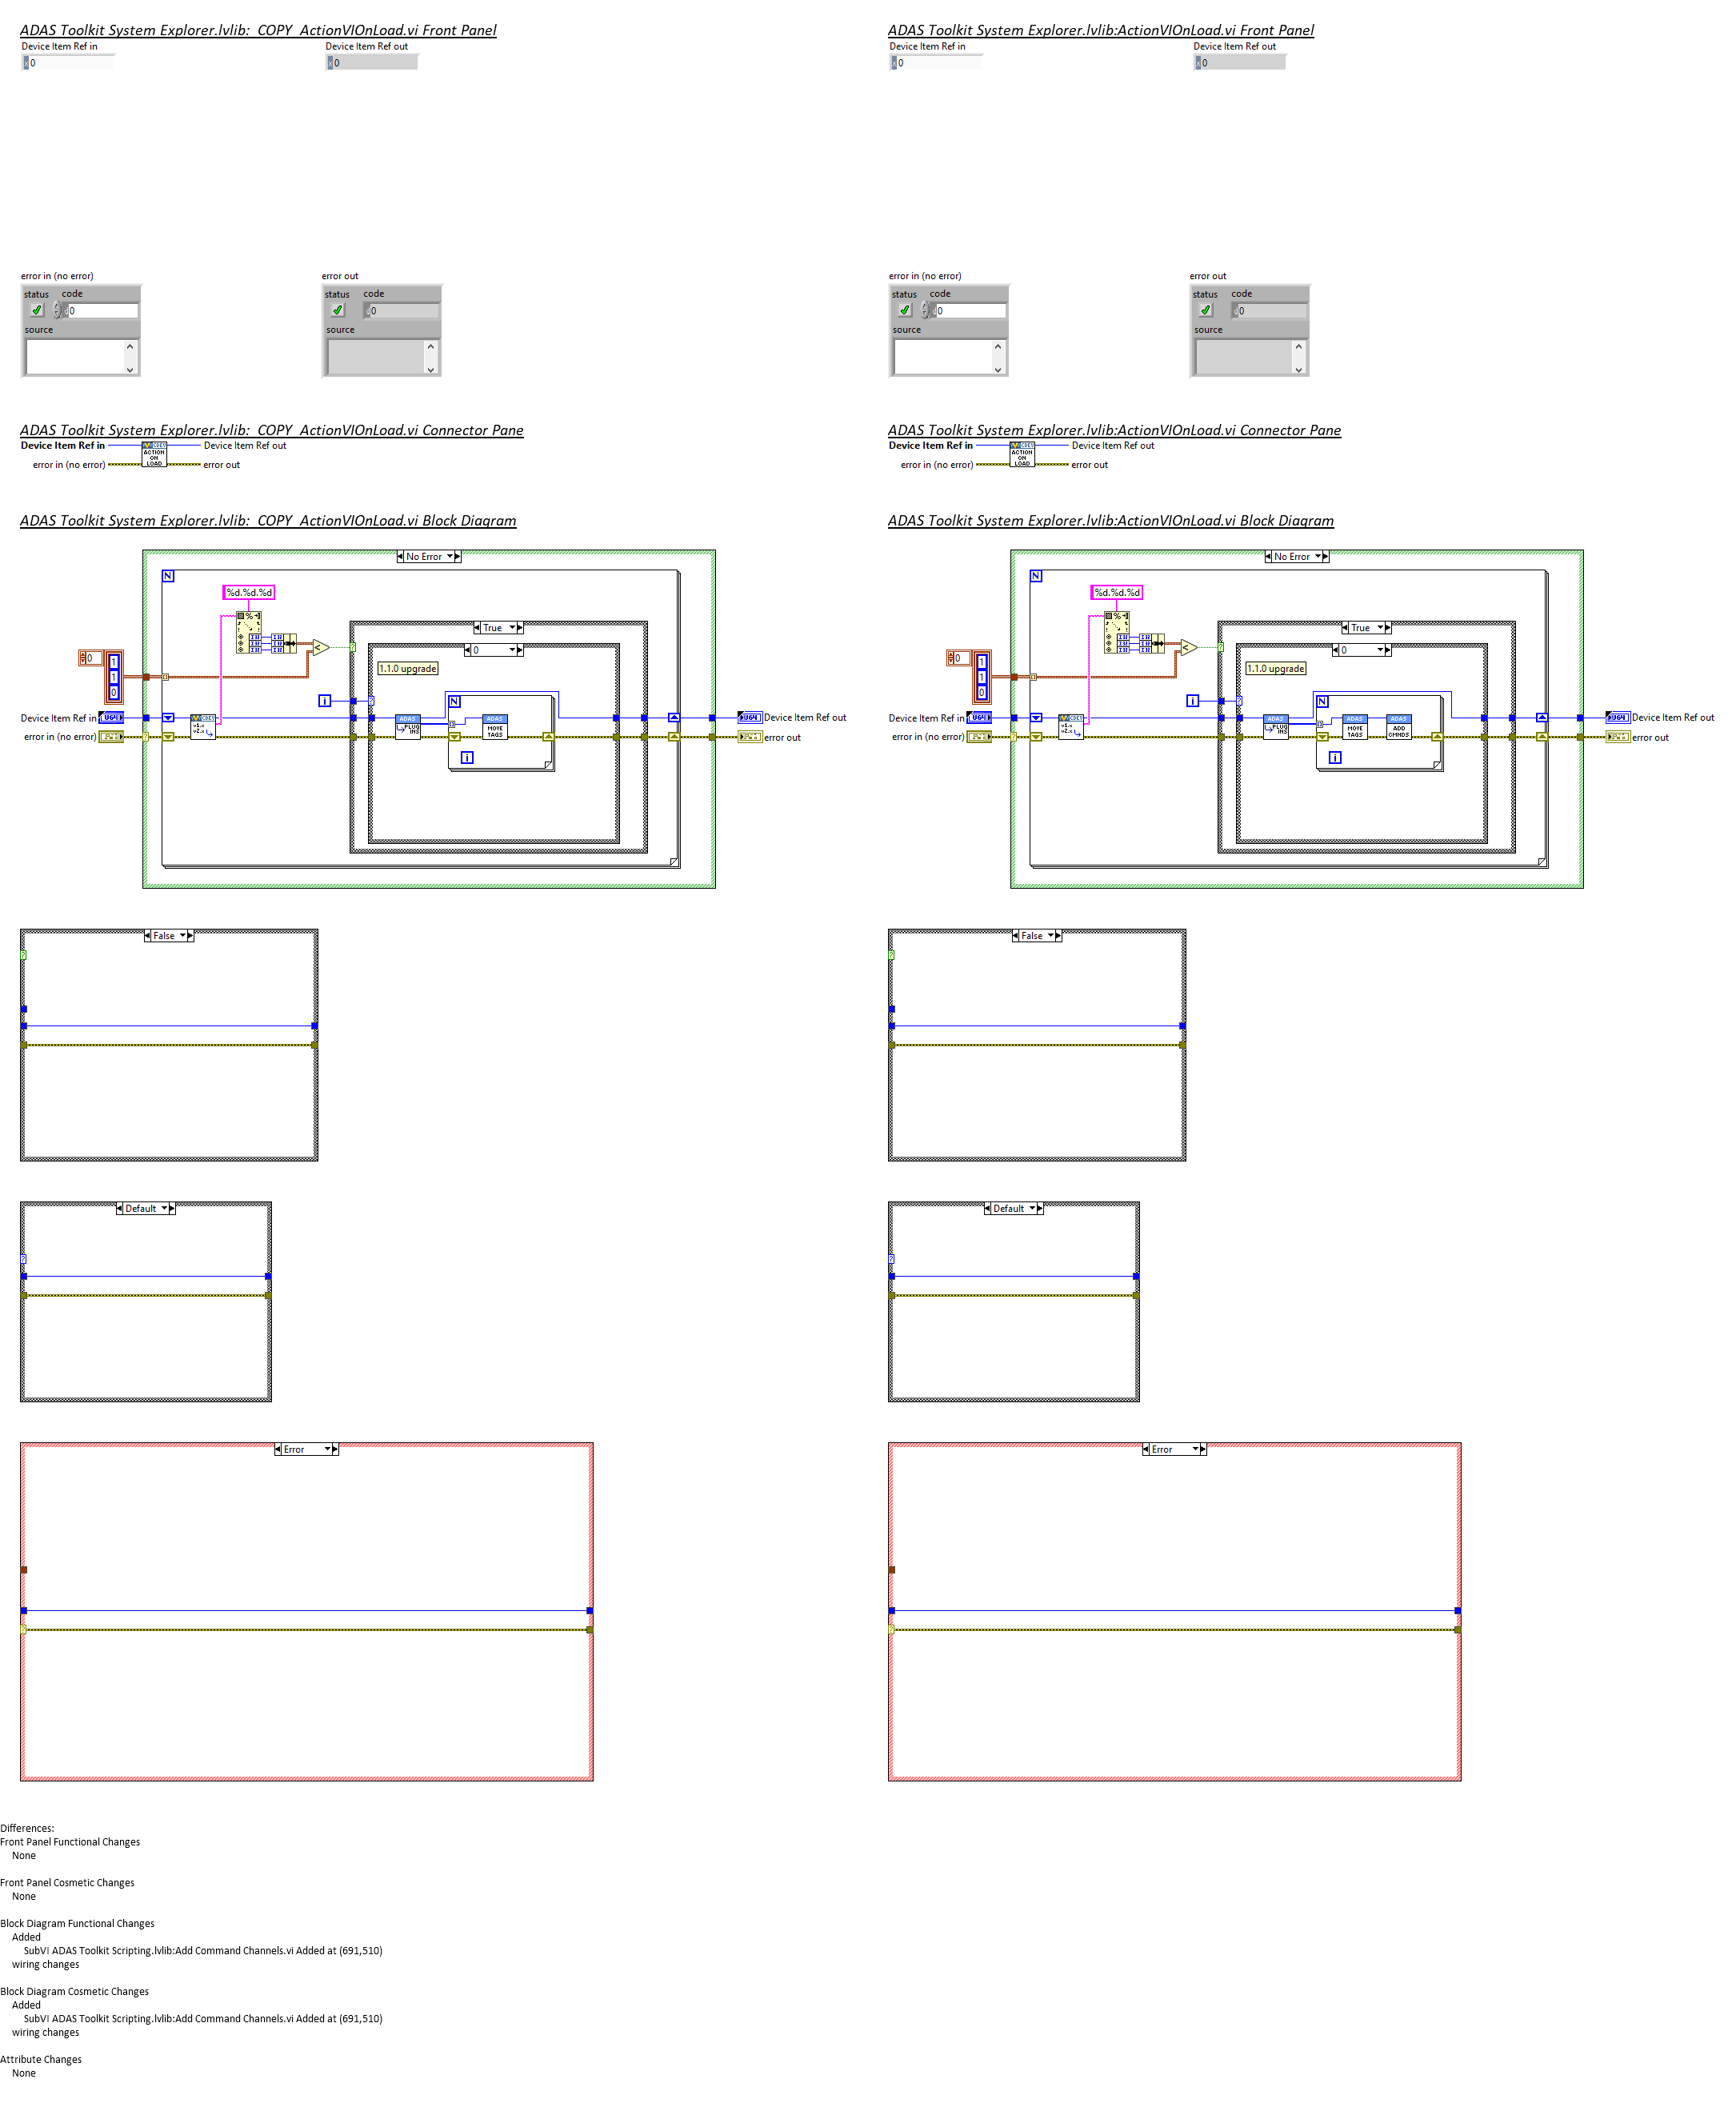 ADAS Toolkit System Explorer.lvlib:_COPY_ActionVIOnLoad.vi Front Panel
Device Item Ref in
Device Item Ref out
x 0
x 0
error in (no error)
error out
status code
status code
d 0
d 0
source
source
ADAS Toolkit System Explorer.lvlib:_COPY_ActionVIOnLoad.vi Connector Pane
Device Item Ref in
Device Item Ref out
ACTION
ON
LOAD
error in (no error)
error out
ADAS Toolkit System Explorer.lvlib:_COPY_ActionVIOnLoad.vi Block Diagram
No Error
N
%d.%d.%d
True
0
0
1
1
0
1.1.0 upgrade
i
N
Device Item Ref in
U64
ADAS
PLUG
INS
ADAS
MOVE
TAGS
U64
Device Item Ref out
error in (no error)
error out
i
False
Default
Error
ADAS Toolkit System Explorer.lvlib:ActionVIOnLoad.vi Front Panel
Device Item Ref in
Device Item Ref out
x 0
x 0
error in (no error)
error out
status code
status code
d 0
d 0
source
source
ADAS Toolkit System Explorer.lvlib:ActionVIOnLoad.vi Connector Pane
Device Item Ref in
Device Item Ref out
ACTION
ON
LOAD
error in (no error)
error out
ADAS Toolkit System Explorer.lvlib:ActionVIOnLoad.vi Block Diagram
No Error
N
%d.%d.%d
True
0
0
1
1
0
1.1.0 upgrade
i
N
Device Item Ref in
U64
ADAS
PLUG
INS
ADAS
MOVE
TAGS
ADAS
ADD
CMNDS
U64
Device Item Ref out
error in (no error)
error out
i
False
Default
Error
Differences:
Front Panel Functional Changes
None
Front Panel Cosmetic Changes
None
Block Diagram Functional Changes
Added
SubVI ADAS Toolkit Scripting.lvlib:Add Command Channels.vi Added at (691,510)
wiring changes
Block Diagram Cosmetic Changes
Added
SubVI ADAS Toolkit Scripting.lvlib:Add Command Channels.vi Added at (691,510)
wiring changes
Attribute Changes
None